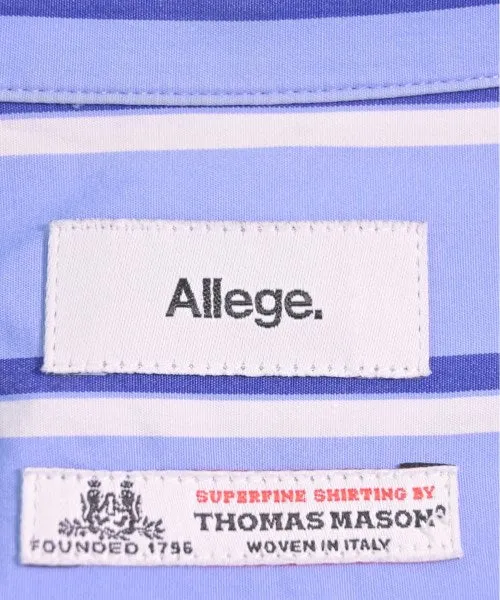 Allege.
SUPERFINE SHIRTING BY
THOMAS MASON®
FOUNDED 1796
WOVEN IN ITALY